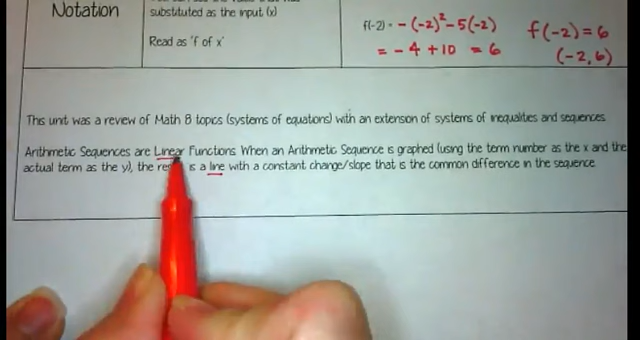 Notation
substituted as the input (x)
Read as 'f of x'
f(-2) = -(-2)²-5(-2)
= -4 +10 = 6
f(-2) = 6
(-2, 6)
This unit was a review of Math 8 topics (systems of equations) with an extension of systems of inequalities and sequences
Arithmetic Sequences are Linear Functions When an Arithmetic Sequence is graphed (using the term number as the x and the
actual term as the y), the is a line with a constant change/slope that is the common difference in the sequence